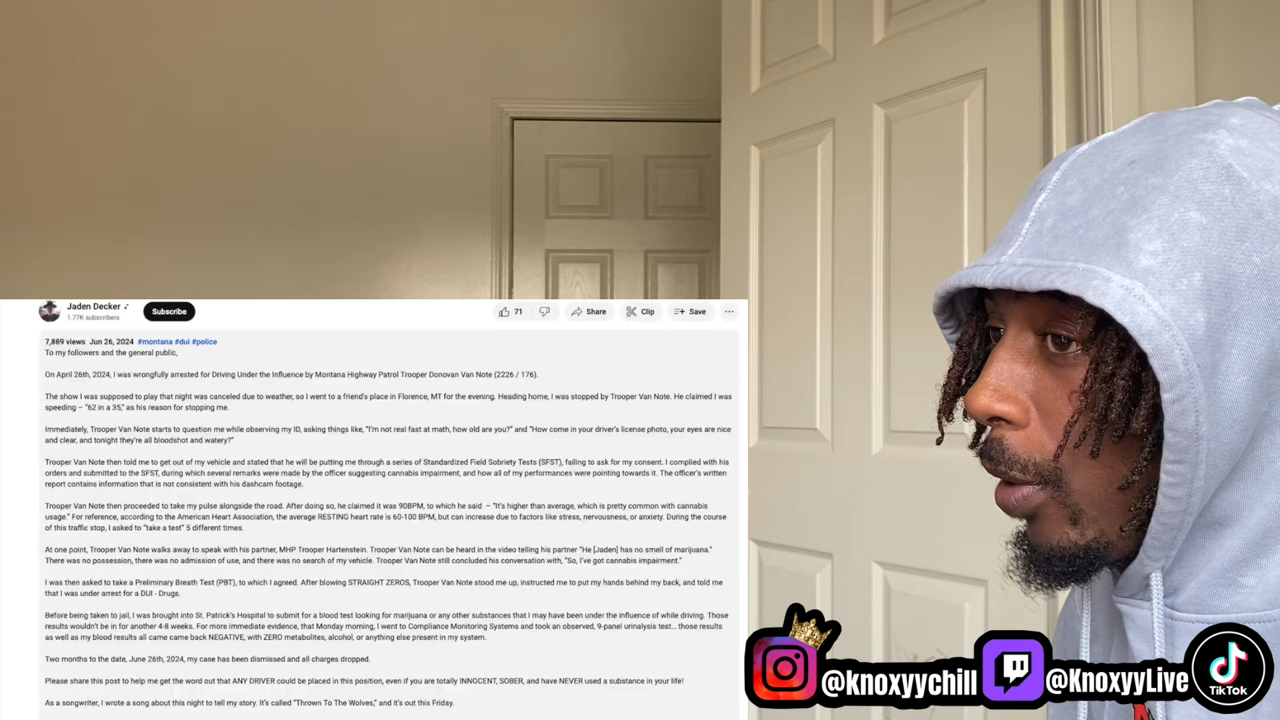 Jaden Decker
1.77K subscribers
Subscribe
71
Share
Clip
Save
7,889 views Jun 26, 2024 #montana #dui #police
To my followers and the general public,
On April 26th, 2024, I was wrongfully arrested for Driving Under the Influence by Montana Highway Patrol Trooper Donovan Van Note (2226 / 176).
The show I was supposed to play that night was canceled due to weather, so I went to a friend's place in Florence, MT for the evening. Heading home, I was stopped by Trooper Van Note. He claimed I was
speeding – "62 in a 35," as his reason for stopping me.
Immediately, Trooper Van Note starts to question me while observing my ID, asking things like, "I'm not real fast at math, how old are you?" and "How come in your driver's license photo, your eyes are nice
and clear, and tonight they're all bloodshot and watery?"
Trooper Van Note then told me to get out of my vehicle and stated that he will be putting me through a series of Standardized Field Sobriety Tests (SFST), failing to ask for my consent. I complied with his
orders and submitted to the SFST, during which several remarks were made by the officer suggesting cannabis impairment, and how all of my performances were pointing towards it. The officer's written
report contains information that is not consistent with his dashcam footage.
Trooper Van Note then proceeded to take my pulse alongside the road. After doing so, he claimed it was 90BPM, to which he said – "It's higher than average, which is pretty common with cannabis
usage." For reference, according to the American Heart Association, the average RESTING heart rate is 60-100 BPM, but can increase due to factors like stress, nervousness, or anxiety. During the course
of this traffic stop, I asked to "take a test" 5 different times.
At one point, Trooper Van Note walks away to speak with his partner, MHP Trooper Hartenstein. Trooper Van Note can be heard in the video telling his partner "He [Jaden] has no smell of marijuana."
There was no possession, there was no admission of use, and there was no search of my vehicle. Trooper Van Note still concluded his conversation with, "So, I've got cannabis impairment."
I was then asked to take a Preliminary Breath Test (PBT), to which I agreed. After blowing STRAIGHT ZEROS, Trooper Van Note stood me up, instructed me to put my hands behind my back, and told me
that I was under arrest for a DUI - Drugs.
Before being taken to jail, I was brought into St. Patrick's Hospital to submit for a blood test looking for marijuana or any other substances that I may have been under the influence of while driving. Those
results wouldn't be in for another 4-8 weeks. For more immediate evidence, that Monday morning, I went to Compliance Monitoring Systems and took an observed, 9-panel urinalysis test... those results
as well as my blood results all came came back NEGATIVE, with ZERO metabolites, alcohol, or anything else present in my system.
Two months to the date, June 26th, 2024, my case has been dismissed and all charges dropped.
Please share this post to help me get the word out that ANY DRIVER could be placed in this position, even if you are totally INNOCENT, SOBER, and have NEVER used a substance in your life!
As a songwriter, I wrote a song about this night to tell my story. It's called "Thrown To The Wolves," and it's out this Friday.
@knoxyychill
@KnoxyyLive
TikTok